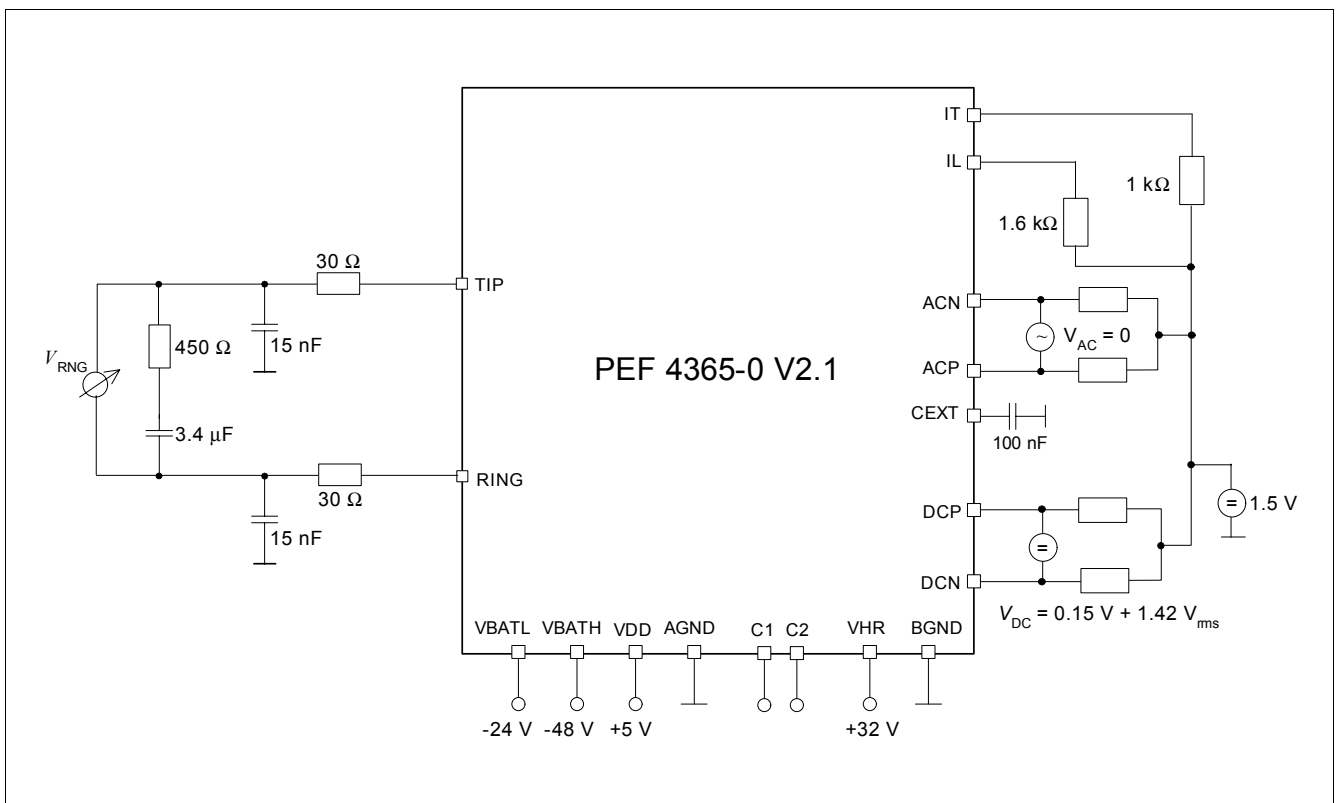 IT
IL
1 kΩ
1.6 kΩ
30 Ω
TIP
ACN
450 Ω
15 nF
V_RNG
V_AC = 0
PEF 4365-0 V2.1
ACP
CEXT
3.4 µF
100 nF
RING
30 Ω
DCP
1.5 V
15 nF
DCN
V_DC = 0.15 V + 1.42 V_rms
VBATL VBATH VDD AGND C1 C2 VHR BGND
-24 V -48 V +5 V +32 V